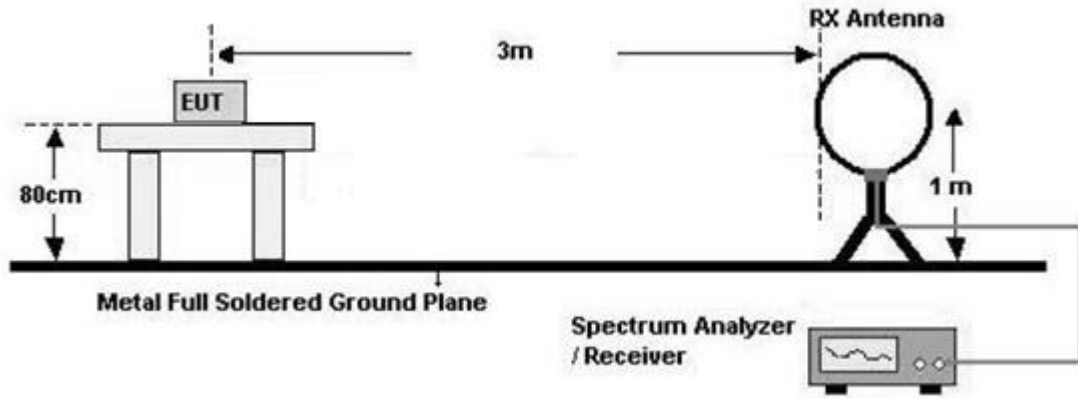 RX Antenna
3m
EUT
80cm
1 m
Metal Full Soldered Ground Plane
Spectrum Analyzer
/ Receiver